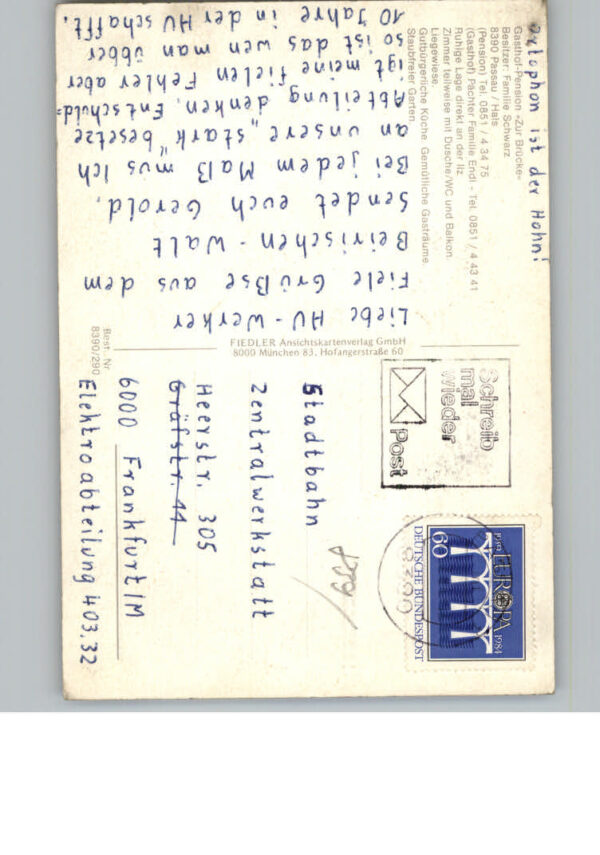 Gasthof-Pension »Zur Brücke«
Besitzer: Familie Schwarz
8390 Passau / Hals
(Pension) Tel. 0851 / 4 34 75
(Gasthof) Pächter Familie Endl - Tel. 0851 / 4 43 41
Ruhige Lage direkt an der Ilz.
Zimmer teilweise mit Dusche/WC und Balkon.
Liegewiese.
Gutbürgerliche Küche. Gemütliche Gasträume.
Staubfreier Garten.
Liebe HU-Werker
Fiele Grüßse aus dem
Beirischen-Walt
Sendet euch Gerold.
Bei jedem Maß mus Ich
an unsere „stark" besetze
Abteilung denken. Entschuld=
igt meine fielen Fehler aber
so ist das wen man übber
10 Jahre in der HU schafft.
ist der Hohn!
Best. Nr.
8390/290
FIEDLER Ansichtskartenverlag GmbH
8000 München 83, Hofangerstraße 60
Schreib
mal
wieder
Post
EUROPA
1984
60
DEUTSCHE BUNDESPOST
Stadtbahn
Zentralwerkstatt
Heerstr. 305
Gräfstr. 14
6000 Frankfurt/M
Elektroabteilung 403.32